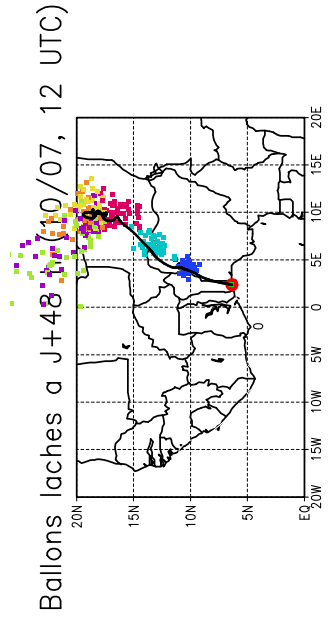 Ballons laches a J+48 (10/07, 12 UTC)
20N
15N
10N
5N
EQ
0
20W 15W 10W 5W 0 5E 10E 15E 20E